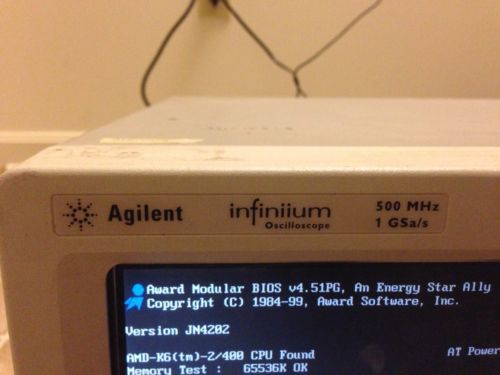 Agilent
infiniium
Oscilloscope
500 MHz
1 GSa/s
Award Modular BIOS v4.51PG, An Energy Star Ally
Copyright (C) 1984-99, Award Software, Inc.
Version JN4202
AMD-K6(tm)-2/400 CPU Found
AT Power
Memory Test : 65536K OK